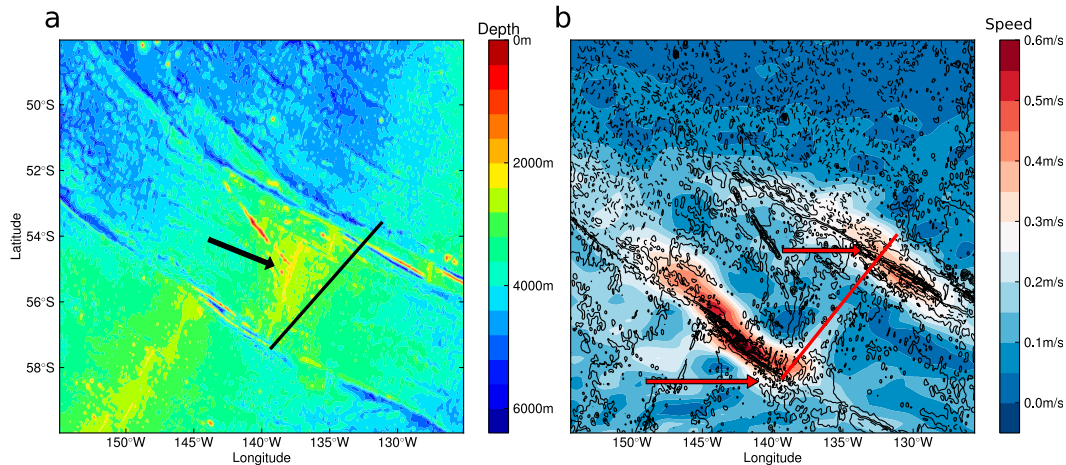 a
Depth
0m
2000m
4000m
6000m
50°S
52°S
54°S
56°S
58°S
Latitude
150°W
145°W
140°W
135°W
130°W
Longitude
b
Speed
0.6m/s
0.5m/s
0.4m/s
0.3m/s
0.2m/s
0.1m/s
0.0m/s
150°W
145°W
140°W
135°W
130°W
Longitude